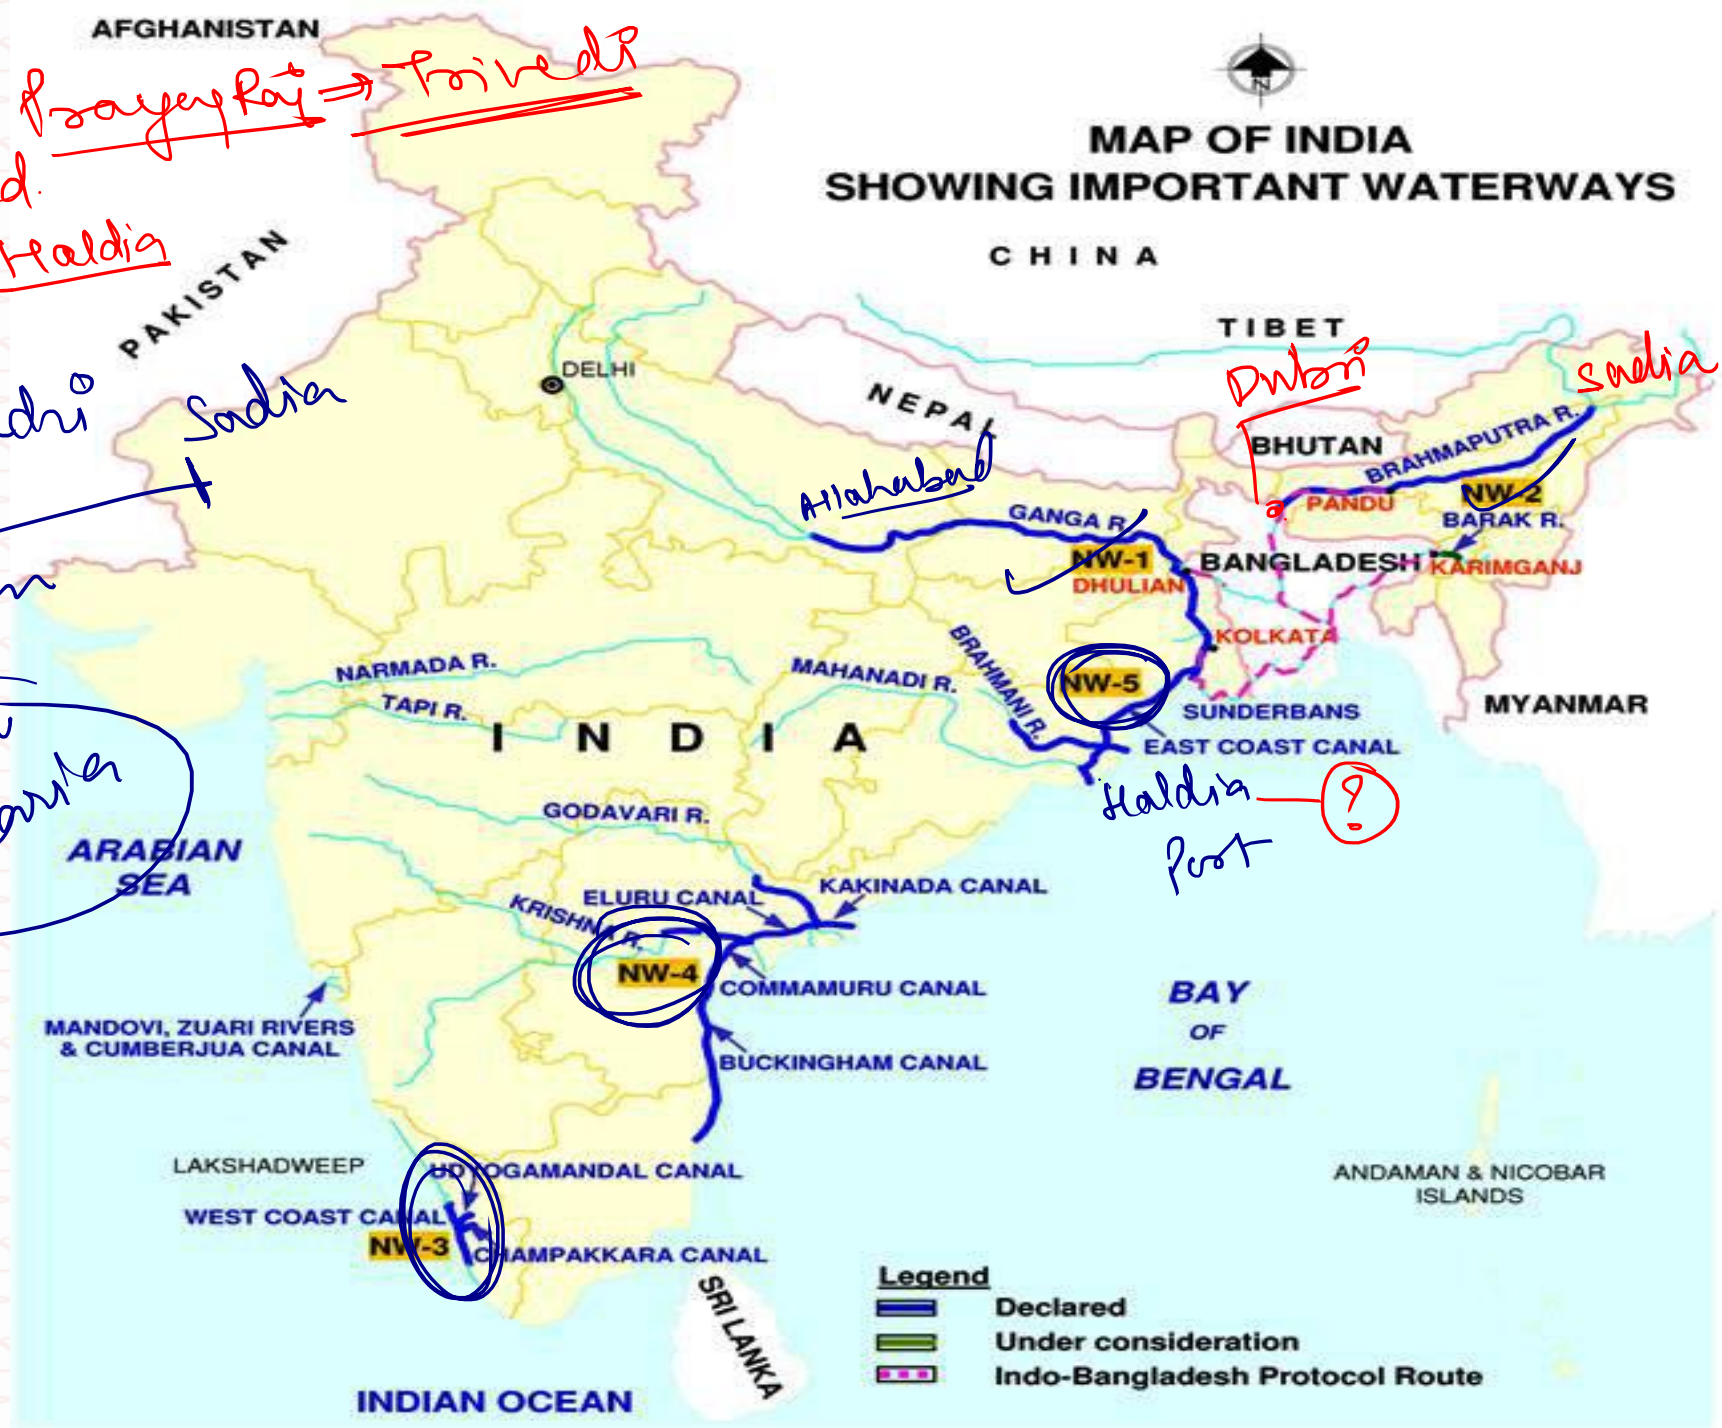 AFGHANISTAN
PrayagRaj ⇒ Trivedi
d.
Haldia
N
MAP OF INDIA
SHOWING IMPORTANT WATERWAYS
CHINA
PAKISTAN
TIBET
Dubri
Sadia
DELHI
NEPAL
dhri
Sadia
BHUTAN
BRAHMAPUTRA R.
Allahabad
GANGA R.
PANDU
NW-2
BARAK R.
NW-1
BANGLADESH
KARIMGANJ
DHULIAN
KOLKATA
BRAHMANI R.
NARMADA R.
MAHANADI R.
NW-5
TAPI R.
SUNDERBANS
MYANMAR
INDIA
EAST COAST CANAL
Haldia
?
Port
GODAVARI R.
ARABIAN
SEA
ELURU CANAL
KAKINADA CANAL
KRISHNA R.
NW-4
COMMAMURU CANAL
BAY
OF
BENGAL
MANDOVI, ZUARI RIVERS
& CUMBERJUA CANAL
BUCKINGHAM CANAL
LAKSHADWEEP
UDYOGAMANDAL CANAL
ANDAMAN & NICOBAR
ISLANDS
WEST COAST CANAL
NW-3
CHAMPAKKARA CANAL
SRI LANKA
Legend
Declared
Under consideration
Indo-Bangladesh Protocol Route
INDIAN OCEAN